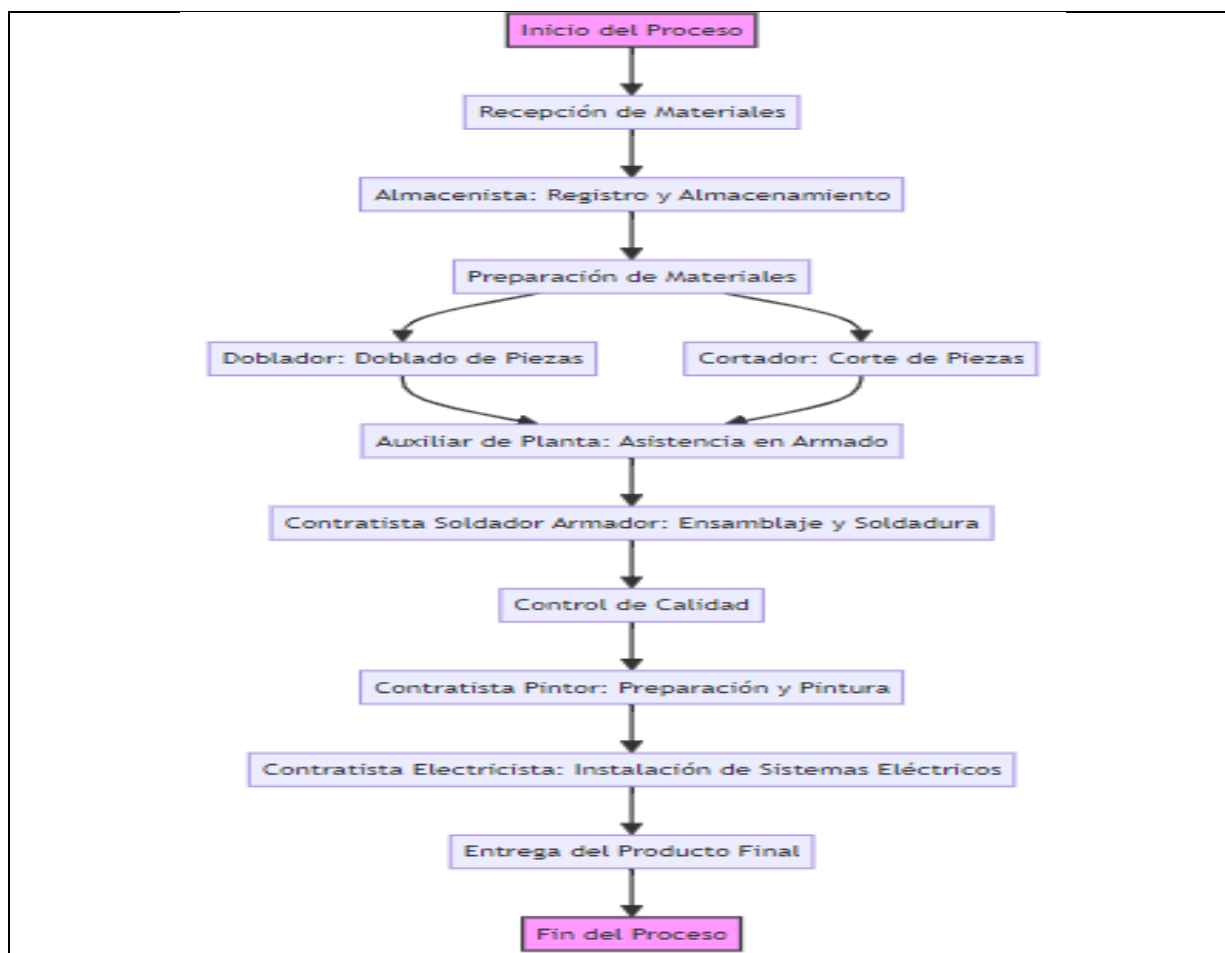 Inicio del Proceso
Recepción de Materiales
Almacenista: Registro y Almacenamiento
Preparación de Materiales
Doblador: Doblado de Piezas
Cortador: Corte de Piezas
Auxiliar de Planta: Asistencia en Armado
Contratista Soldador Armador: Ensamblaje y Soldadura
Control de Calidad
Contratista Pintor: Preparación y Pintura
Contratista Electricista: Instalación de Sistemas Eléctricos
Entrega del Producto Final
Fin del Proceso